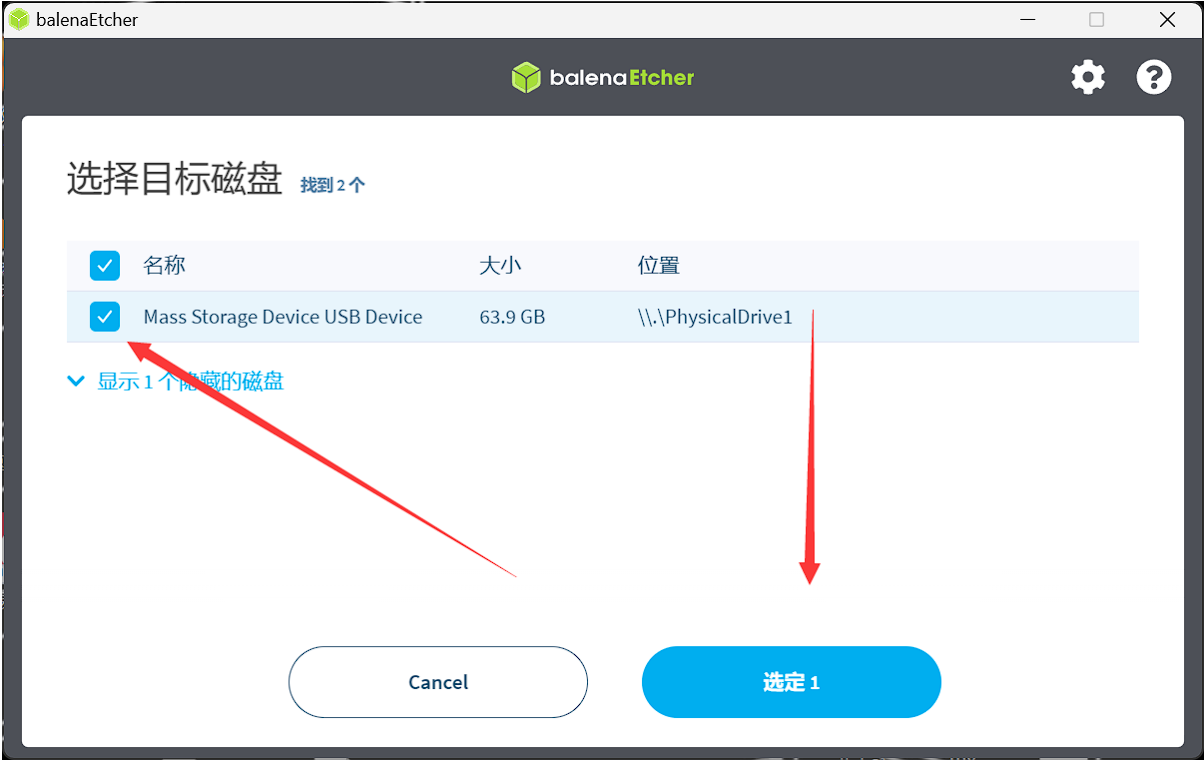 balenaEtcher
balenaEtcher
选择目标磁盘 找到 2 个
名称 大小 位置
Mass Storage Device USB Device 63.9 GB \\.\PhysicalDrive1
显示 1 个隐藏的磁盘
Cancel 选定 1